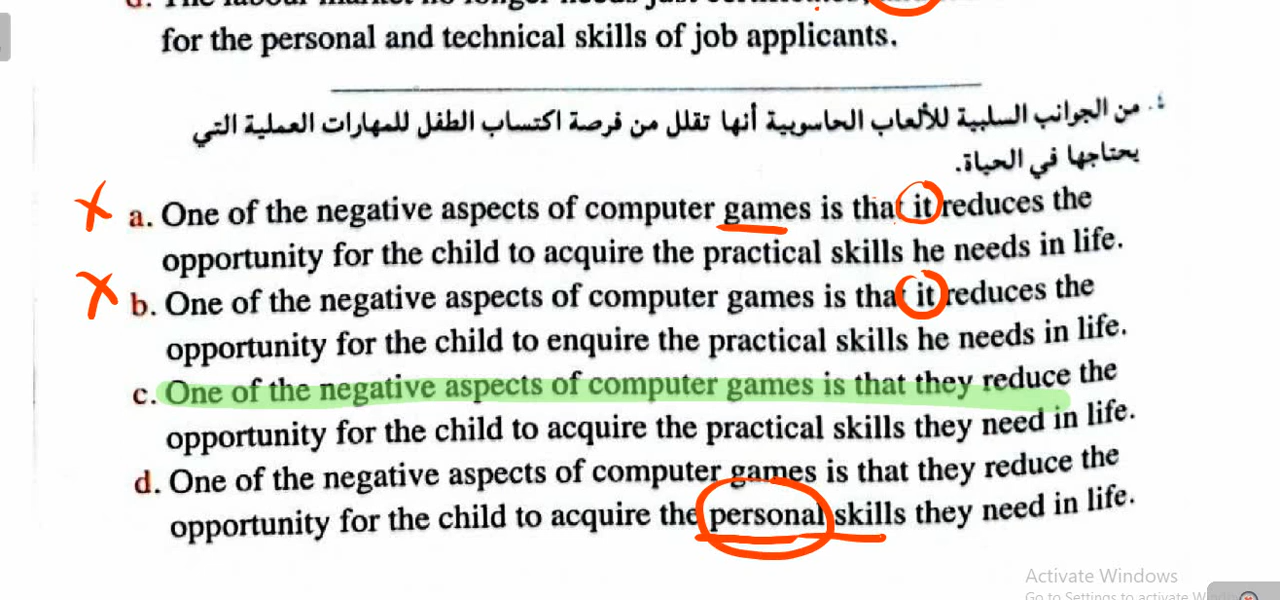 for the personal and technical skills of job applicants.
٤. من الجوانب السلبية للألعاب الحاسوبية أنها تقلل من فرصة اكتساب الطفل للمهارات العملية التي
يحتاجها في الحياة.
a. One of the negative aspects of computer games is that it reduces the
opportunity for the child to acquire the practical skills he needs in life.
b. One of the negative aspects of computer games is that it reduces the
opportunity for the child to enquire the practical skills he needs in life.
c. One of the negative aspects of computer games is that they reduce the
opportunity for the child to acquire the practical skills they need in life.
d. One of the negative aspects of computer games is that they reduce the
opportunity for the child to acquire the personal skills they need in life.
Activate Windows
Go to Settings to activate